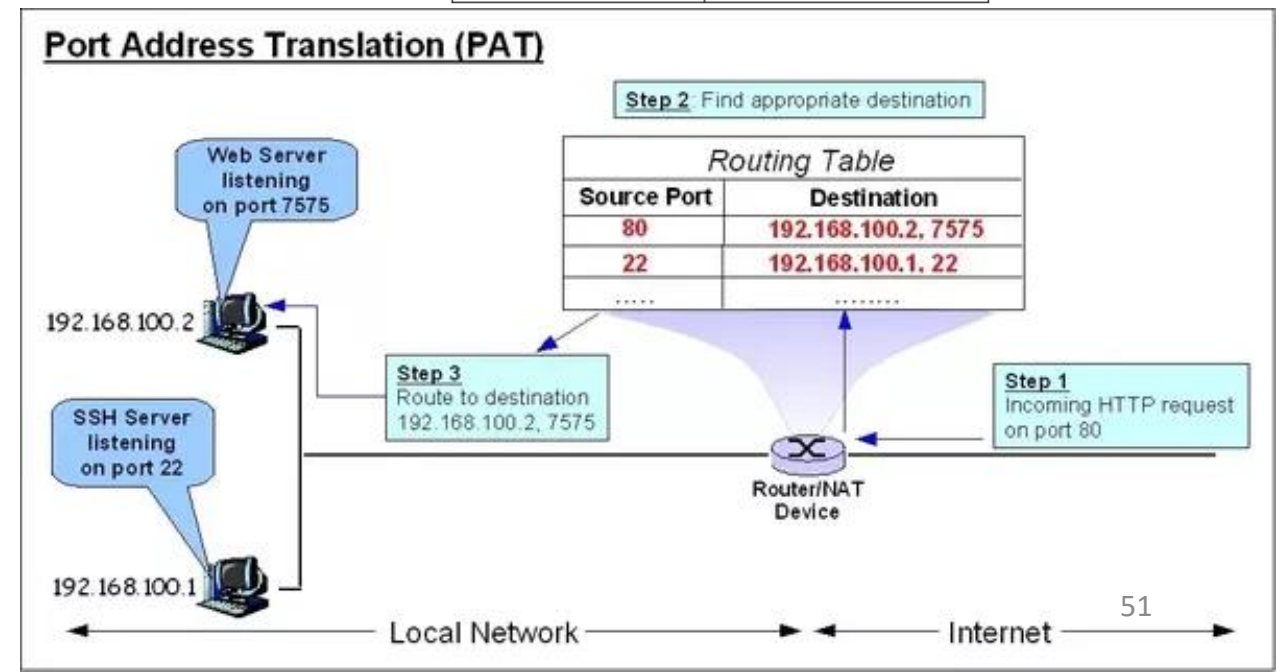 Port Address Translation (PAT)
Step 2: Find appropriate destination
Web Server
listening
on port 7575
Routing Table
Source Port Destination
80 192.168.100.2, 7575
22 192.168.100.1, 22
..... ........
192.168.100.2
Step 3
Route to destination
192.168.100.2, 7575
Step 1
Incoming HTTP request
on port 80
SSH Server
listening
on port 22
Router/NAT
Device
192.168.100.1
51
Local Network
Internet